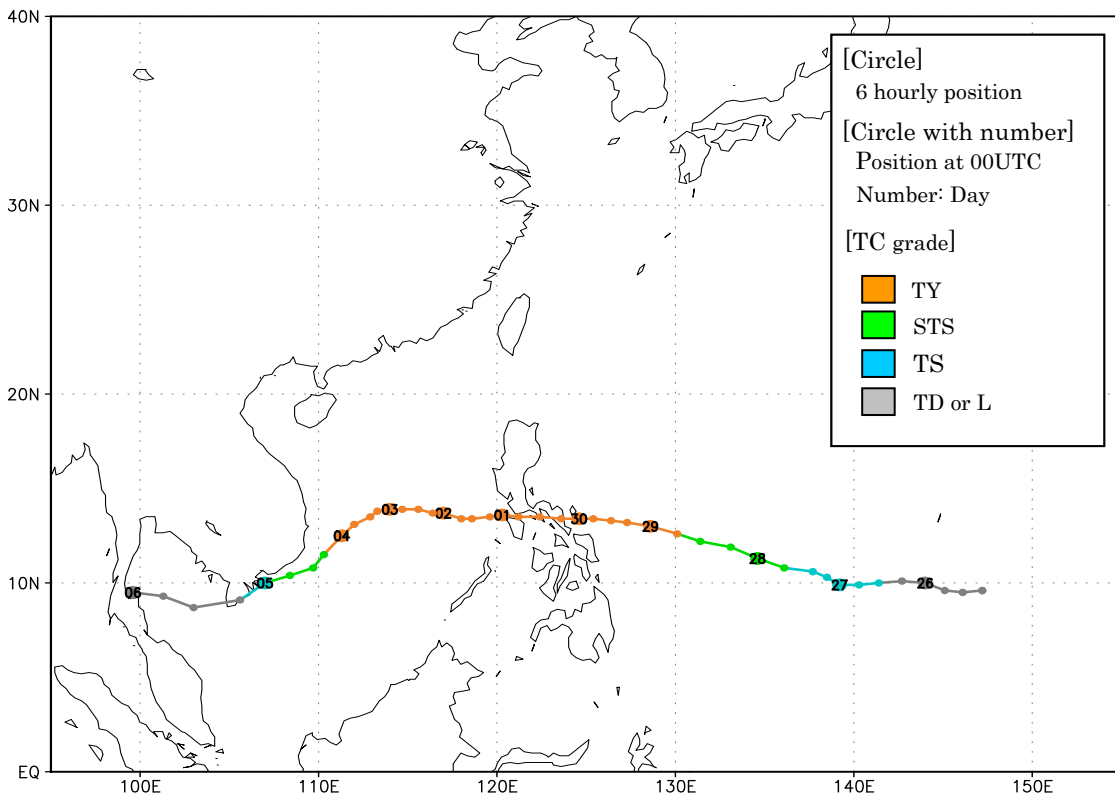 40N
30N
20N
10N
EQ
100E
110E
120E
130E
140E
150E
[Circle]
6 hourly position
[Circle with number]
Position at 00UTC
Number: Day
[TC grade]
TY
STS
TS
TD or L
06
05
04
03
02
01
30
29
28
27
26